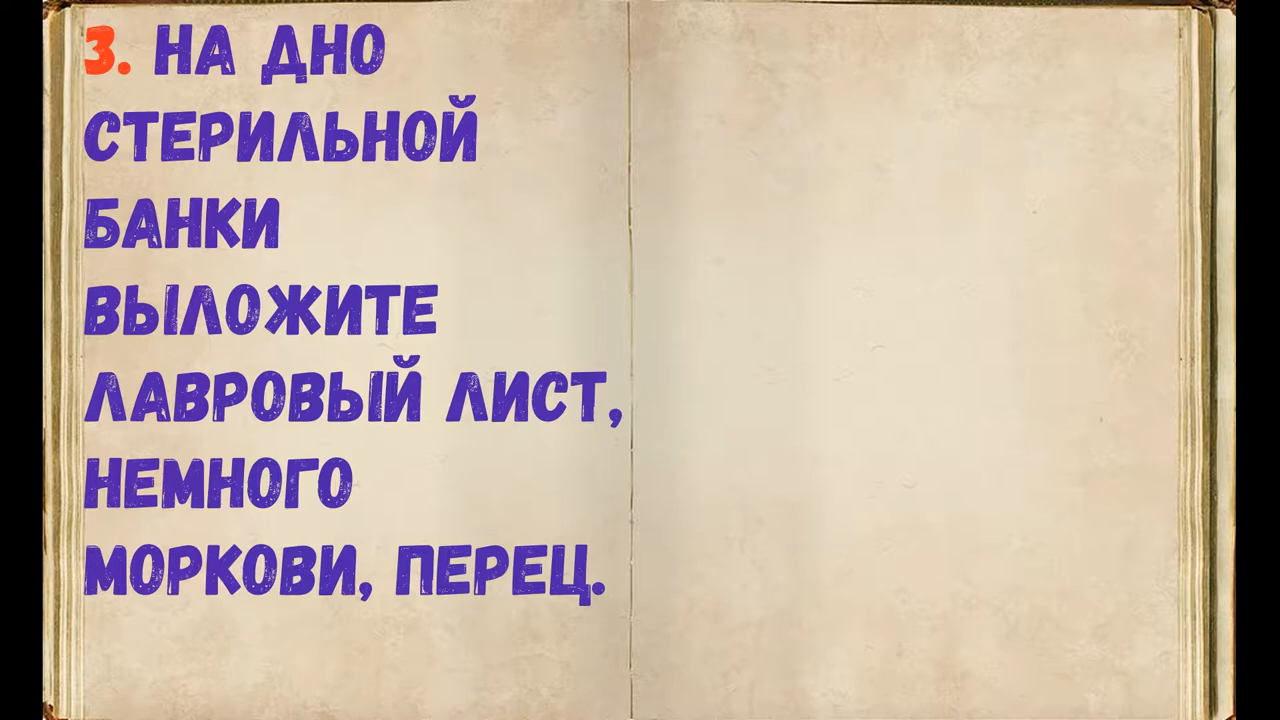 3. НА ДНО
СТЕРИЛЬНОЙ
БАНКИ
ВЫЛОЖИТЕ
ЛАВРОВЫЙ ЛИСТ,
НЕМНОГО
МОРКОВИ, ПЕРЕЦ.